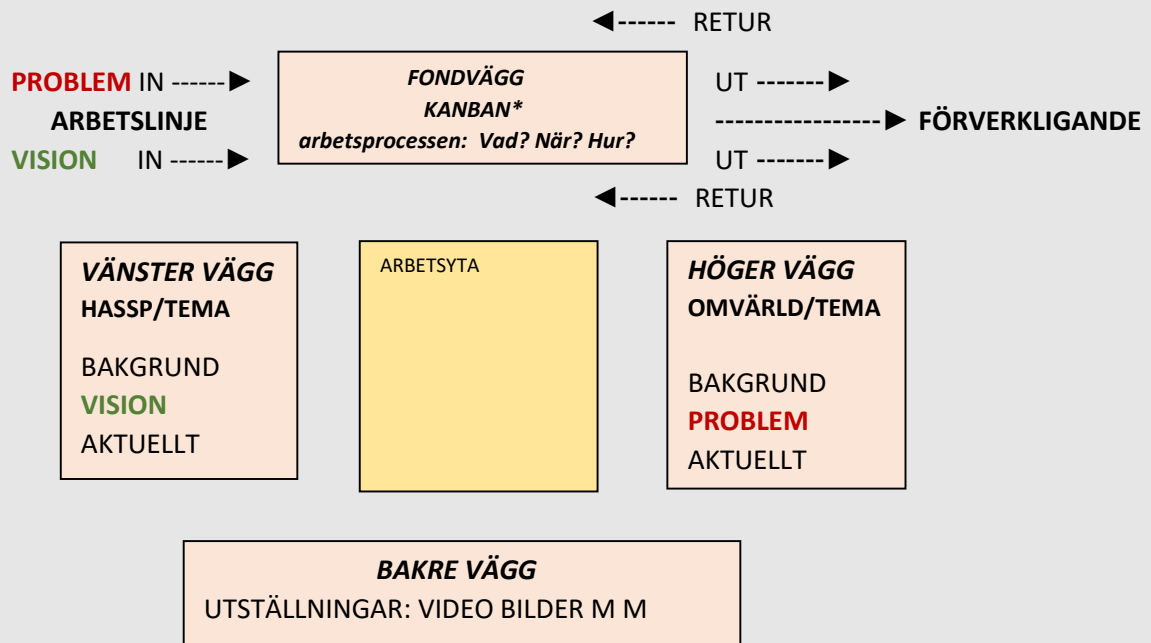 ◄------ RETUR
PROBLEM IN ------►
FONDVÄGG
UT -------►
KANBAN*
ARBETSLINJE
-----------------► FÖRVERKLIGANDE
arbetsprocessen: Vad? När? Hur?
VISION IN ------►
UT -------►
◄------ RETUR
VÄNSTER VÄGG
HASSP/TEMA
BAKGRUND
VISION
AKTUELLT
ARBETSYTA
HÖGER VÄGG
OMVÄRLD/TEMA
BAKGRUND
PROBLEM
AKTUELLT
BAKRE VÄGG
UTSTÄLLNINGAR: VIDEO BILDER M M